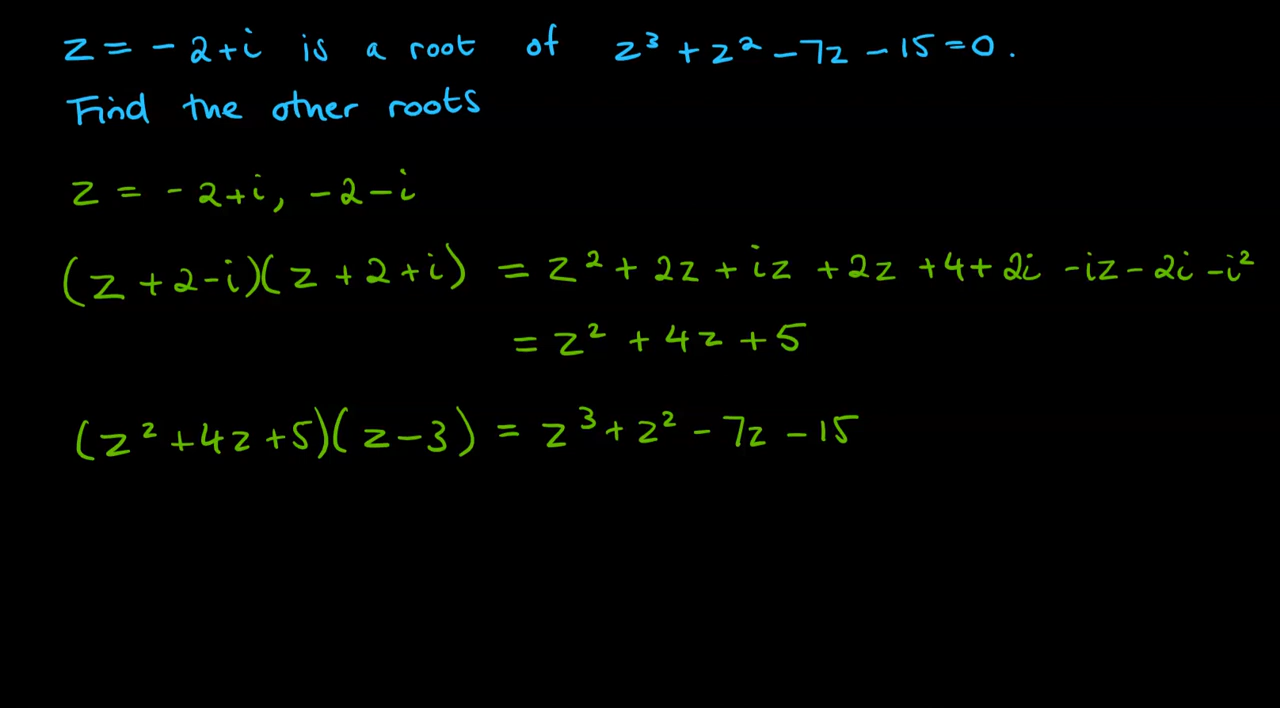 z = -2+i is a root of z³ + z² - 7z - 15 = 0.
Find the other roots
z = -2+i, -2-i
(z+2-i)(z+2+i) = z² + 2z + iz + 2z + 4 + 2i - iz - 2i - i²
= z² + 4z + 5
(z² + 4z + 5)(z - 3) = z³ + z² - 7z - 15